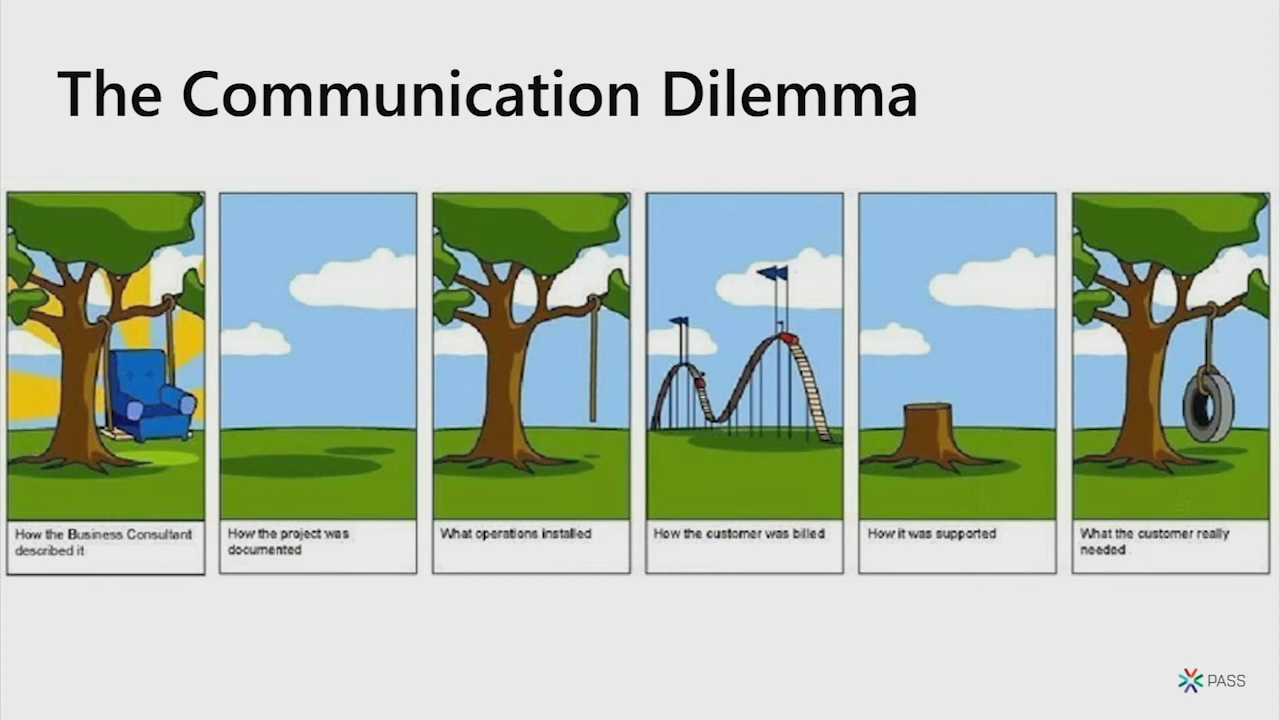 The Communication Dilemma
How the Business Consultant
described it
How the project was
documented
What operations installed
How the customer was billed
How it was supported
What the customer really
needed
PASS